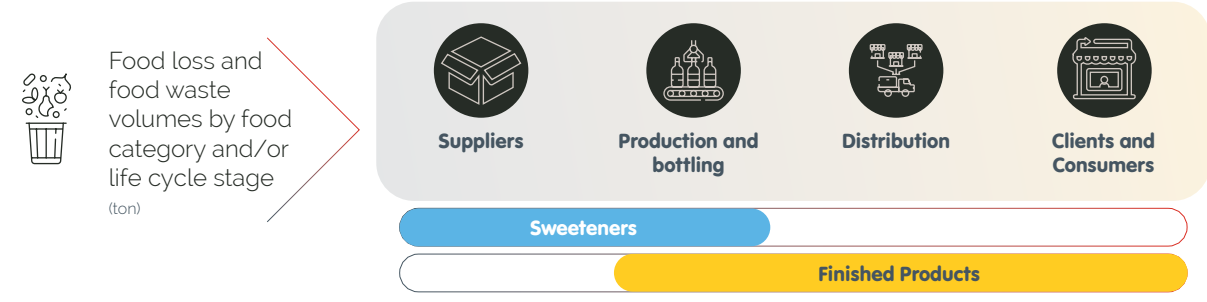 Food loss and
food waste
volumes by food
category and/or
life cycle stage
(ton)
Suppliers
Production and
bottling
Distribution
Clients and
Consumers
Sweeteners
Finished Products